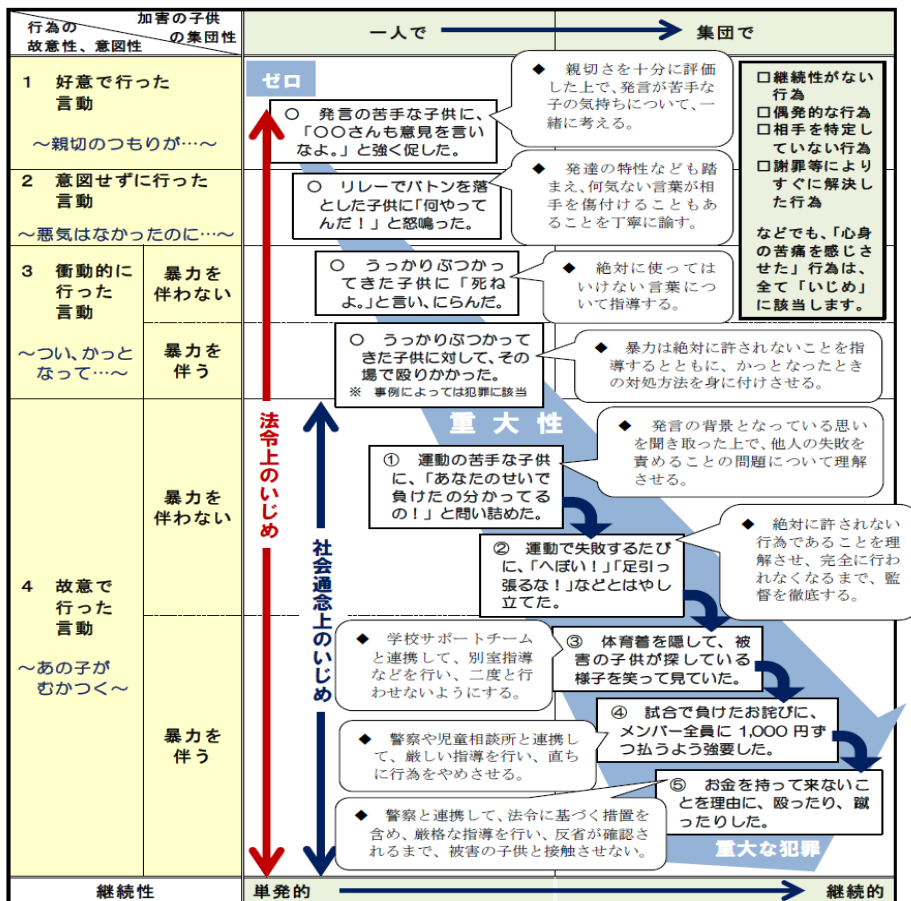 加害の子供
の集団性
行為の
故意性、意図性
一人で
集団で
1 好意で行った
言動
～親切のつもりが…～
2 意図せずに行った
言動
～悪気はなかったのに…～
3 衝動的に
行った
言動
～つい、かっと
なって…～
暴力を
伴わない
暴力を
伴う
4 故意で
行った
言動
～あの子が
むかつく～
暴力を
伴わない
暴力を
伴う
ゼロ
○ 発言の苦手な子供に、
「〇〇さんも意見を言い
なよ。」と強く促した。
◆ 親切さを十分に評価
した上で、発言が苦手な
子の気持ちについて、一
緒に考える。
□継続性がない
行為
□偶発的な行為
□相手を特定し
ていない行為
□謝罪等により
すぐに解決し
た行為
などでも、「心身
の苦痛を感じさ
せた」行為は、
全て「いじめ」
に該当します。
○ リレーでバトンを落
とした子供に「何やって
んだ！」と怒鳴った。
◆ 発達の特性なども踏
まえ、何気ない言葉が相
手を傷付けることもあ
ることを丁寧に諭す。
○ うっかりぶつかっ
てきた子供に「死ね
よ。」と言い、にらんだ。
◆ 絶対に使っては
いけない言葉につ
いて指導する。
○ うっかりぶつかって
きた子供に対して、その
場で殴りかかった。
※ 事例によっては犯罪に該当
◆ 暴力は絶対に許されないことを指
導するとともに、かっとなったとき
の対処方法を身に付けさせる。
重大性
法令上のいじめ
社会通念上のいじめ
① 運動の苦手な子供
に、「あなたのせいで
負けたの分かってる
の！」と問い詰めた。
◆ 発言の背景となっている思い
を聞き取った上で、他人の失敗を
責めることの問題について理解
させる。
② 運動で失敗するたび
に、「へぼい！」「足引っ
張るな！」などとはやし
立てた。
◆ 絶対に許されない
行為であることを理
解させ、完全に行わ
れなくなるまで、監
督を徹底する。
③ 体育着を隠して、被
害の子供が探している
様子を笑って見ていた。
◆ 学校サポートチーム
と連携して、別室指導
などを行い、二度と
行わせないようにする。
④ 試合で負けたお詫びに、
メンバー全員に 1,000 円ず
つ払うよう強要した。
◆ 警察や児童相談所と連携し
て、厳しい指導を行い、直
ちに行為をやめさせる。
⑤ お金を持って来ないこ
とを理由に、殴ったり、蹴
ったりした。
◆ 警察と連携して、法令に基づく措置を
含め、厳格な指導を行い、反省が確認さ
れるまで、被害の子供と接触させない。
重大な犯罪
継続性
単発的
継続的